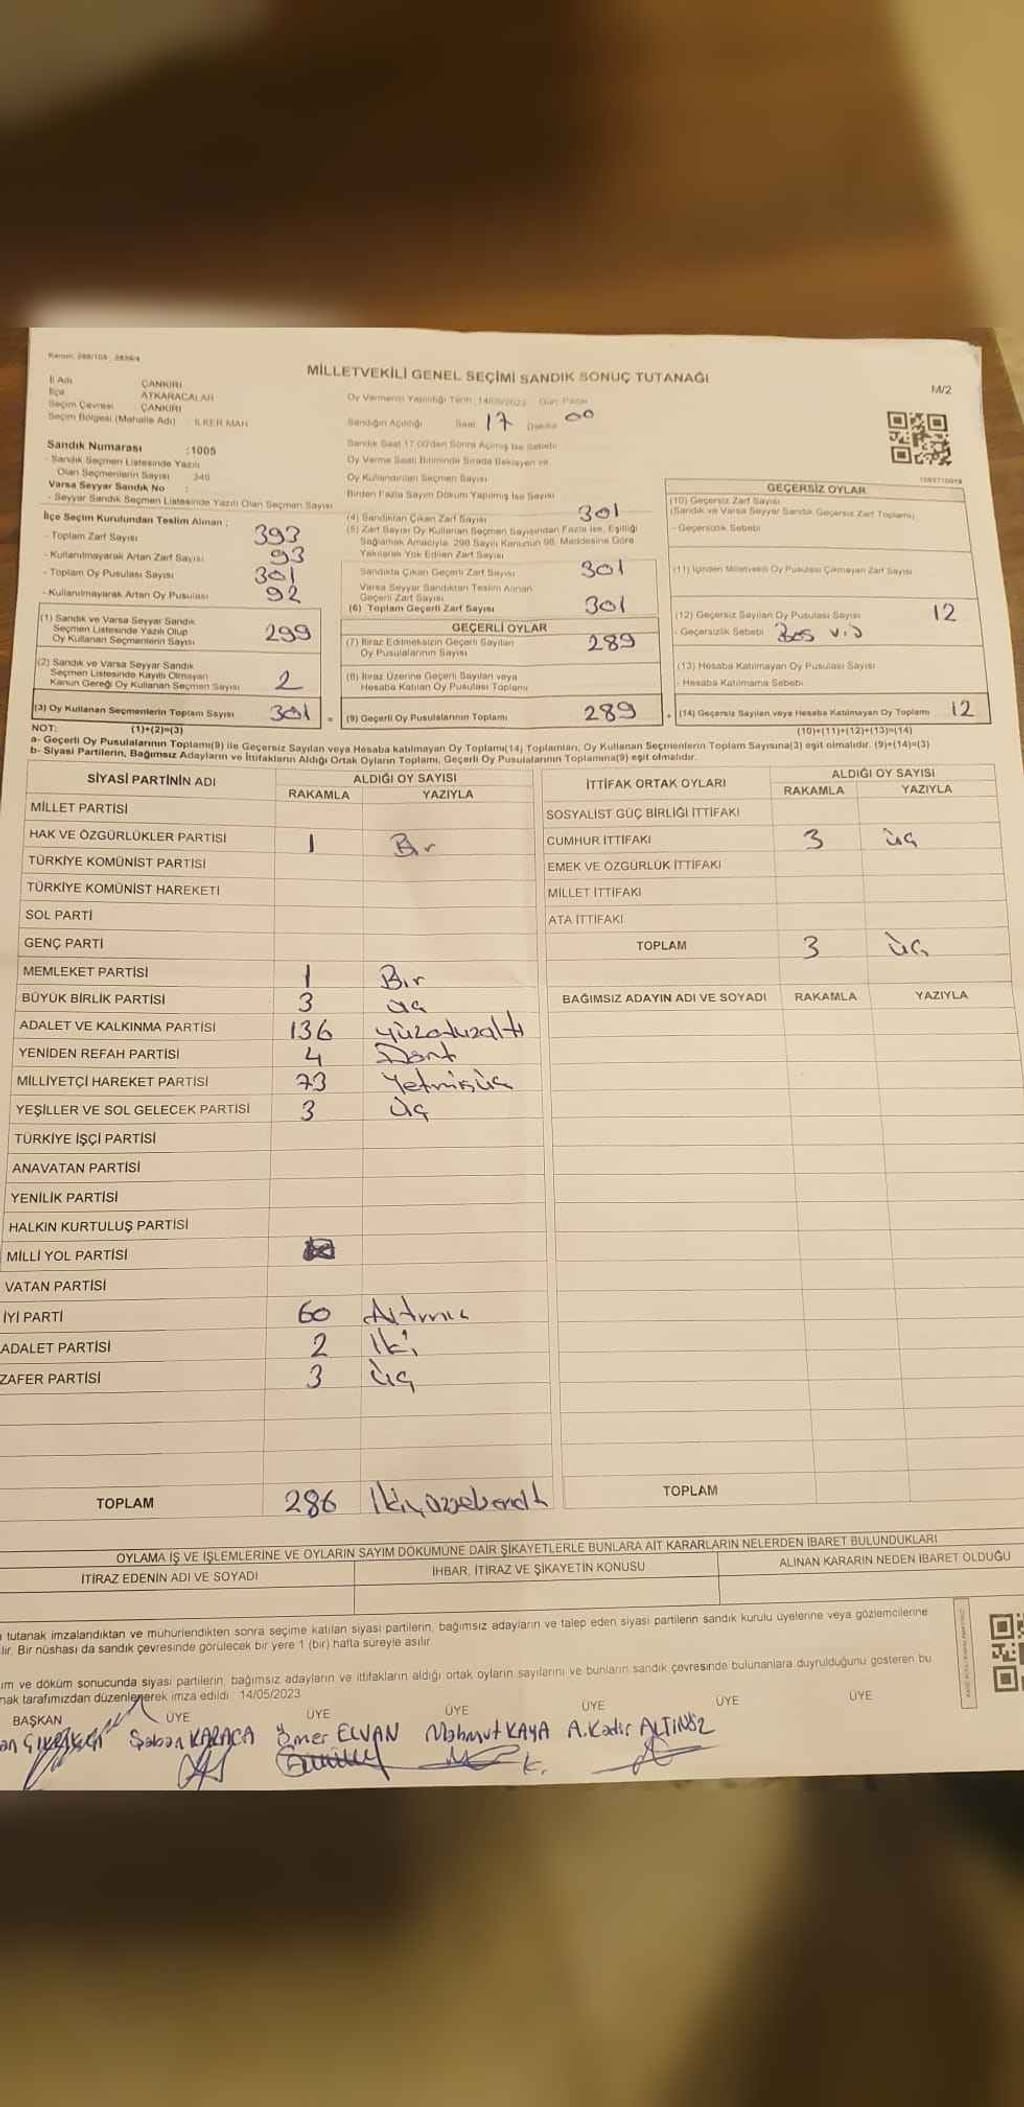 MİLLETVEKİLİ GENEL SEÇİMİ SANDIK SONUÇ TUTANAĞI
M/2
İl Adı ÇANKIRI
İlçe ATKARACALAR
Seçim Çevresi ÇANKIRI
Seçim Bölgesi (Mahalle Adı) : İLKER MAH
Oy Vermenin Yapıldığı Tarih: 14/05/2023 Gün: Pazar
Sandığın Açıldığı Saat 17 Dakika 00
Sandık Numarası :1005
- Sandık Seçmen Listesinde Yazılı
Olan Seçmenlerin Sayısı : 340
Varsa Seyyar Sandık No :
- Seyyar Sandık Seçmen Listesinde Yazılı Olan Seçmen Sayısı
Sandık Saat 17.00'den Sonra Açılmış İse Sebebi
Oy Verme Saati Bitiminde Sırada Bekleyen ve
Oy Kullandırılan Seçmen Sayısı
Birden Fazla Sayım Döküm Yapılmış İse Sayısı
İlçe Seçim Kurulundan Teslim Alınan ;
- Toplam Zarf Sayısı 393
- Kullanılmayarak Artan Zarf Sayısı 93
- Toplam Oy Pusulası Sayısı 301
- Kullanılmayarak Artan Oy Pusulası 92
(1) Sandık ve Varsa Seyyar Sandık
Seçmen Listesinde Yazılı Olup
Oy Kullanan Seçmenlerin Sayısı 299
(2) Sandık ve Varsa Seyyar Sandık
Seçmen Listesinde Kayıtlı Olmayan
Kanun Gereği Oy Kullanan Seçmen Sayısı 2
(3) Oy Kullanan Seçmenlerin Toplam Sayısı 301
(4) Sandıktan Çıkan Zarf Sayısı 301
(5) Zarf Sayısı Oy Kullanan Seçmen Sayısından Fazla İse, Eşitliği
Sağlamak Amacıyla, 298 Sayılı Kanunun 98. Maddesine Göre
Yakılarak Yok Edilen Zarf Sayısı
Sandıkta Çıkan Geçerli Zarf Sayısı 301
Varsa Seyyar Sandıktan Teslim Alınan
Geçerli Zarf Sayısı
(6) Toplam Geçerli Zarf Sayısı 301
GEÇERLİ OYLAR
(7) İtiraz Edilmeksizin Geçerli Sayılan
Oy Pusulalarının Sayısı 289
(8) İtiraz Üzerine Geçerli Sayılan veya
Hesaba Katılan Oy Pusulası Toplamı
(9) Geçerli Oy Pusulalarının Toplamı 289
GEÇERSİZ OYLAR
(10) Geçersiz Zarf Sayısı
(Sandık ve Varsa Seyyar Sandık Geçersiz Zarf Toplamı)
- Geçersizlik Sebebi
(11) İçinden Milletvekili Oy Pusulası Çıkmayan Zarf Sayısı
(12) Geçersiz Sayılan Oy Pusulası Sayısı 12
- Geçersizlik Sebebi
(13) Hesaba Katılmayan Oy Pusulası Sayısı
- Hesaba Katılmama Sebebi
(14) Geçersiz Sayılan veya Hesaba Katılmayan Oy Toplamı 12
NOT: (1)+(2)=(3) (10)+(11)+(12)+(13)=(14)
a- Geçerli Oy Pusulalarının Toplamı(9) ile Geçersiz Sayılan veya Hesaba katılmayan Oy Toplamı(14) Toplamları, Oy Kullanan Seçmenlerin Toplam Sayısına(3) eşit olmalıdır. (9)+(14)=(3)
b- Siyasi Partilerin, Bağımsız Adayların ve İttifakların Aldığı Ortak Oyların Toplamı, Geçerli Oy Pusulalarının Toplamına(9) eşit olmalıdır.
SİYASİ PARTİNİN ADI ALDIĞI OY SAYISI
RAKAMLA YAZIYLA
MİLLET PARTİSİ
HAK VE ÖZGÜRLÜKLER PARTİSİ 1 Bir
TÜRKİYE KOMÜNİST PARTİSİ
TÜRKİYE KOMÜNİST HAREKETİ
SOL PARTİ
GENÇ PARTİ
MEMLEKET PARTİSİ 1 Bir
BÜYÜK BİRLİK PARTİSİ 3 üç
ADALET VE KALKINMA PARTİSİ 136 yüzotuzaltı
YENİDEN REFAH PARTİSİ 4 Dört
MİLLİYETÇİ HAREKET PARTİSİ 73 Yetmişüç
YEŞİLLER VE SOL GELECEK PARTİSİ 3 üç
TÜRKİYE İŞÇİ PARTİSİ
ANAVATAN PARTİSİ
YENİLİK PARTİSİ
HALKIN KURTULUŞ PARTİSİ
MİLLİ YOL PARTİSİ
VATAN PARTİSİ
İYİ PARTİ 60 Altmış
ADALET PARTİSİ 2 İki
ZAFER PARTİSİ 3 üç
TOPLAM 286
İTTİFAK ORTAK OYLARI ALDIĞI OY SAYISI
RAKAMLA YAZIYLA
SOSYALİST GÜÇ BİRLİĞİ İTTİFAKI
CUMHUR İTTİFAKI 3 üç
EMEK VE ÖZGÜRLÜK İTTİFAKI
MİLLET İTTİFAKI
ATA İTTİFAKI
TOPLAM 3 üç
BAĞIMSIZ ADAYIN ADI VE SOYADI RAKAMLA YAZIYLA
TOPLAM
OYLAMA İŞ VE İŞLEMLERİNE VE OYLARIN SAYIM DÖKÜMÜNE DAİR ŞİKAYETLERLE BUNLARA AİT KARARLARIN NELERDEN İBARET BULUNDUKLARI
İTİRAZ EDENİN ADI VE SOYADI İHBAR, İTİRAZ VE ŞİKAYETİN KONUSU ALINAN KARARIN NEDEN İBARET OLDUĞU
tutanak imzalandıktan ve mühürlendikten sonra seçime katılan siyasi partilerin, bağımsız adayların ve talep eden siyasi partilerin sandık kurulu üyelerine veya gözlemcilerine
lir. Bir nüshası da sandık çevresinde görülecek bir yere 1 (bir) hafta süreyle asılır.
ım ve döküm sonucunda siyasi partilerin, bağımsız adayların ve ittifakların aldığı ortak oyların sayılarını ve bunların sandık çevresinde bulunanlara duyurulduğunu gösteren bu
nak tarafımızdan düzenlenerek imza edildi. 14/05/2023
BAŞKAN ÜYE ÜYE ÜYE ÜYE ÜYE ÜYE
Şaban KARACA Ömer ELVAN Mahmut KAYA A.Kadir ALTINÖZ